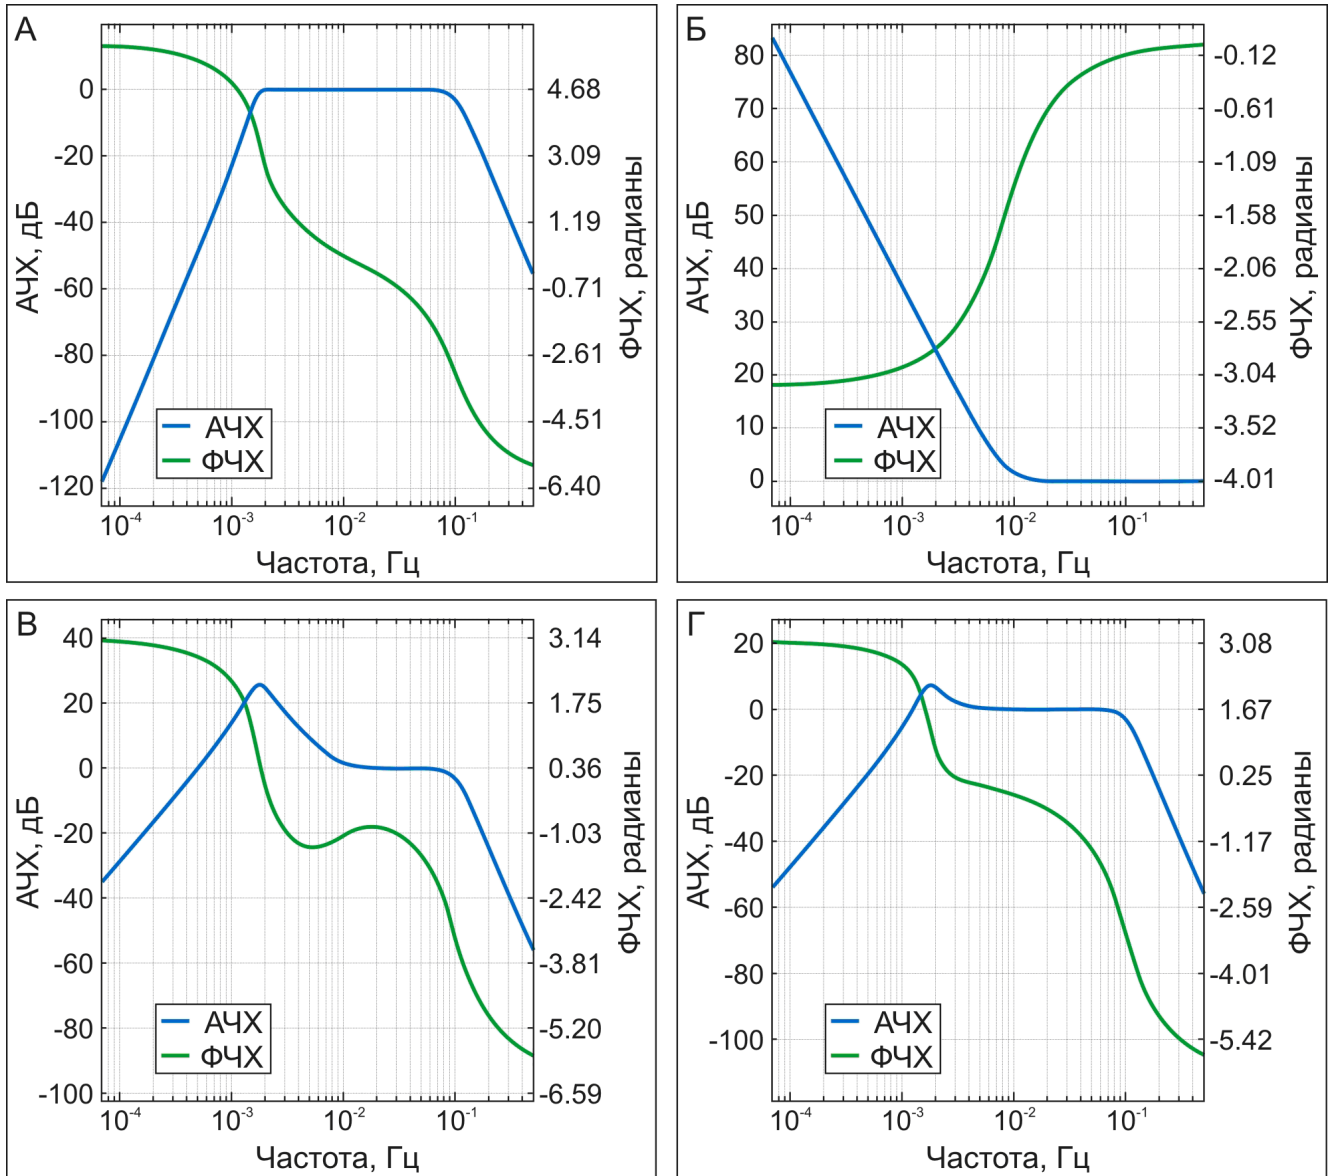 А
АЧХ, дБ
0
-20
-40
-60
-80
-100
-120
4.68
3.09
1.19
-0.71
-2.61
-4.51
-6.40
ФЧХ, радианы
АЧХ
ФЧХ
10-4 10-3 10-2 10-1
Частота, Гц
Б
АЧХ, дБ
80
70
60
50
40
30
20
10
0
-0.12
-0.61
-1.09
-1.58
-2.06
-2.55
-3.04
-3.52
-4.01
ФЧХ, радианы
АЧХ
ФЧХ
10-4 10-3 10-2 10-1
Частота, Гц
В
АЧХ, дБ
40
20
0
-20
-40
-60
-80
-100
3.14
1.75
0.36
-1.03
-2.42
-3.81
-5.20
-6.59
ФЧХ, радианы
АЧХ
ФЧХ
10-4 10-3 10-2 10-1
Частота, Гц
Г
АЧХ, дБ
20
0
-20
-40
-60
-80
-100
3.08
1.67
0.25
-1.17
-2.59
-4.01
-5.42
ФЧХ, радианы
АЧХ
ФЧХ
10-4 10-3 10-2 10-1
Частота, Гц